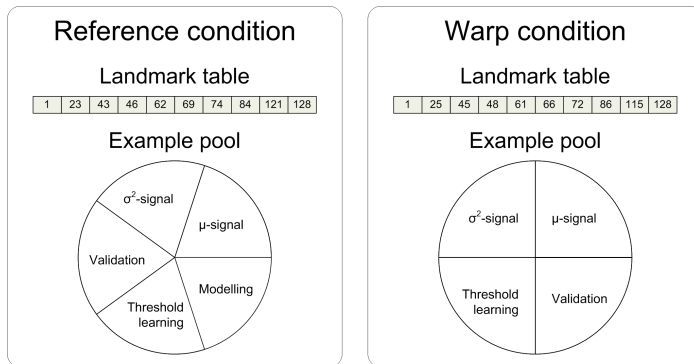 Reference condition
Landmark table
1 23 43 46 62 69 74 84 121 128
Example pool
σ²-signal
μ-signal
Validation
Modelling
Threshold
learning
Warp condition
Landmark table
1 25 45 48 61 66 72 86 115 128
Example pool
σ²-signal
μ-signal
Threshold
learning
Validation